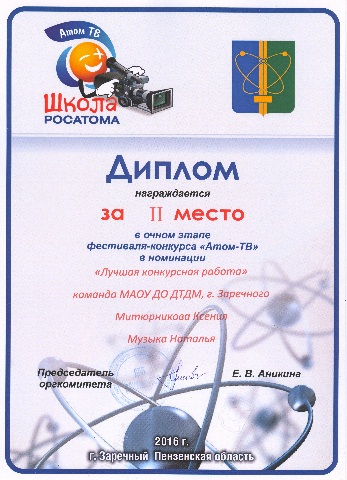 Атом ТВ
Школа
РОСАТОМА
Диплом
награждается
за II место
в очном этапе
фестиваля-конкурса «Атом-ТВ»
в номинации
«Лучшая конкурсная работа»
команда МАОУ ДО ДТДМ, г. Заречного
Митюрникова Ксения
Музыка Наталья
Председатель
оргкомитета
Е. В. Аникина
2016 г.
г. Заречный Пензенская область